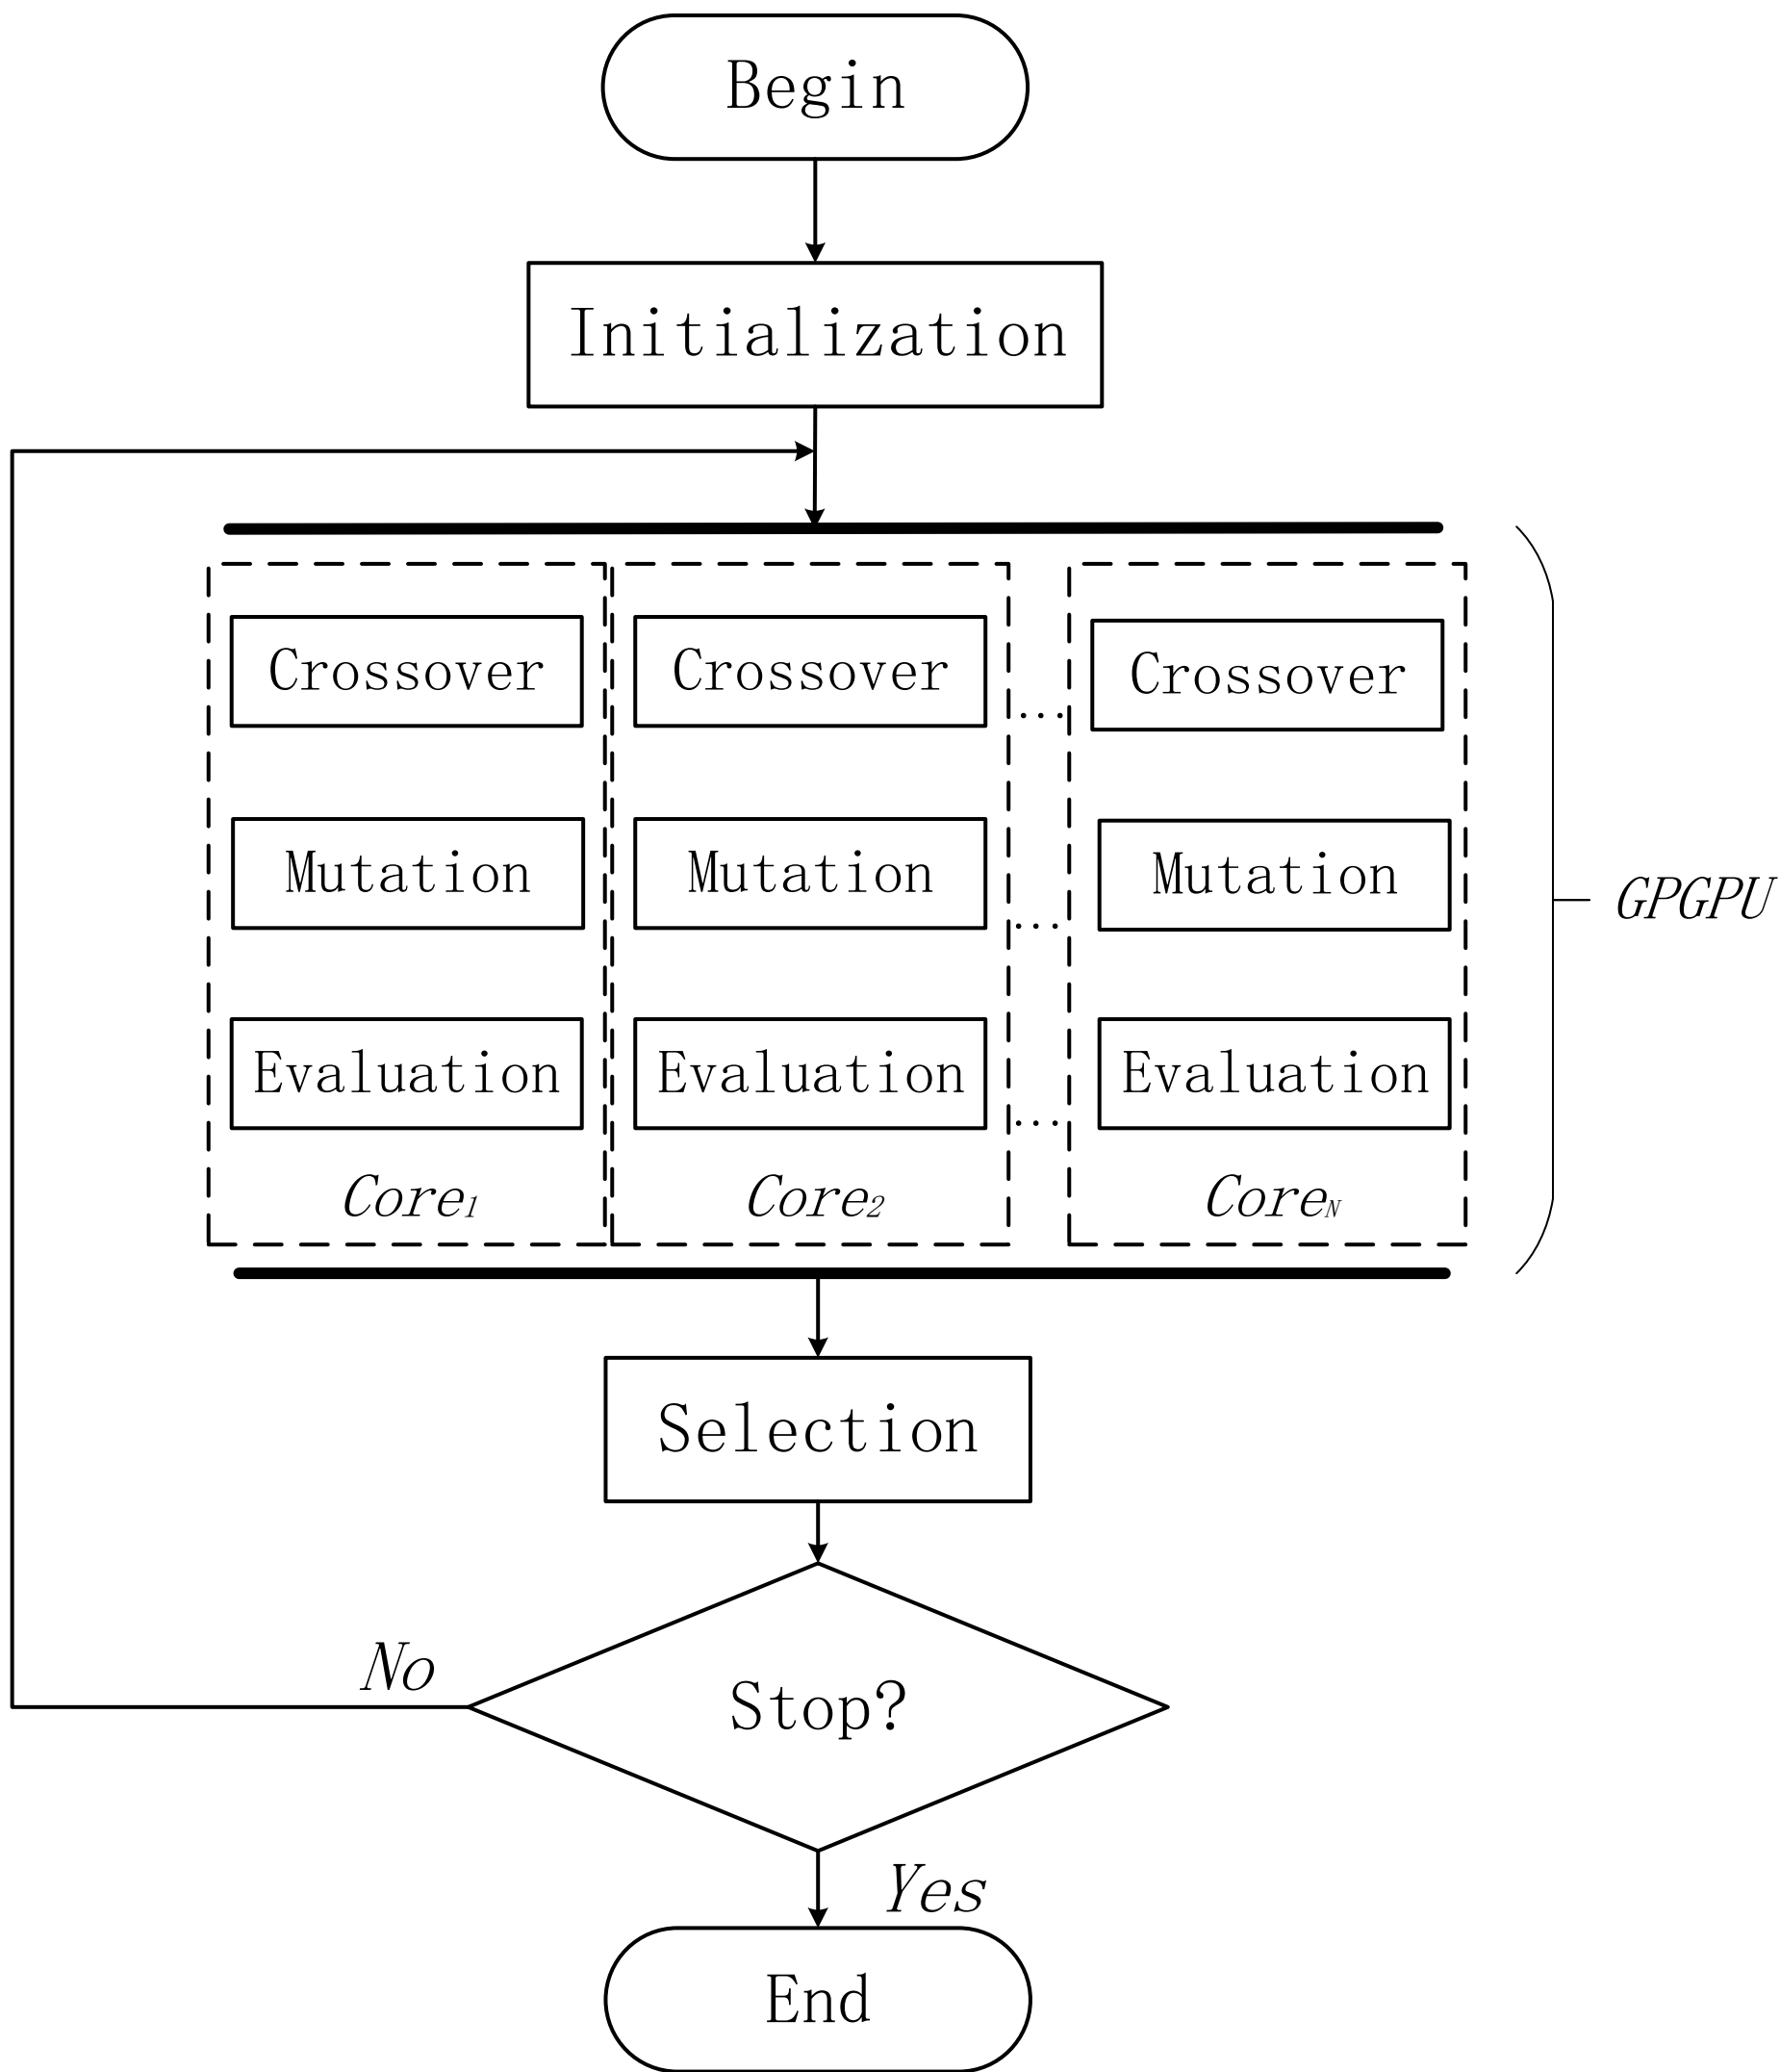 Begin
Initialization
Crossover Crossover ... Crossover
Mutation Mutation ... Mutation
GPGPU
Evaluation Evaluation ... Evaluation
Core1 Core2 CoreN
Selection
No
Stop?
Yes
End